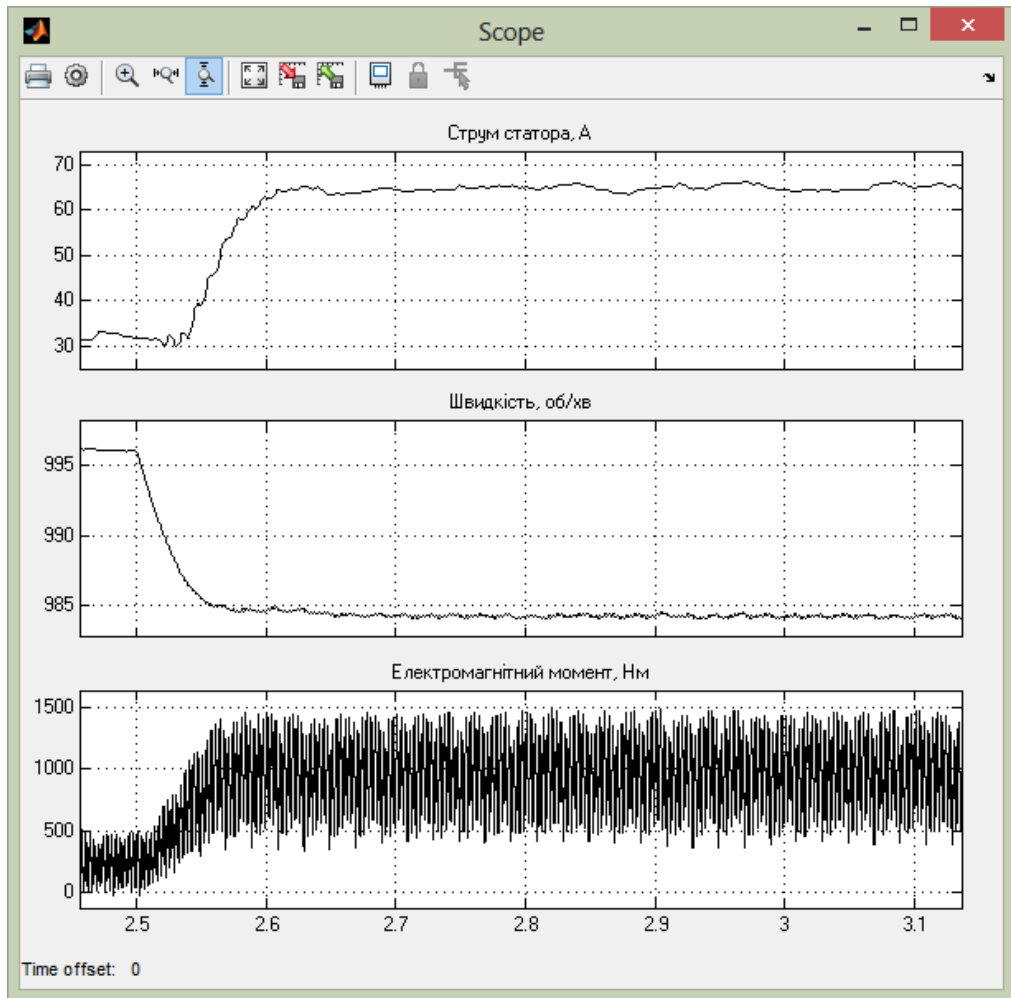 Scope
Струм статора, А
70
60
50
40
30
Швидкість, об/хв
995
990
985
Електромагнітний момент, Нм
1500
1000
500
0
2.5 2.6 2.7 2.8 2.9 3 3.1
Time offset: 0